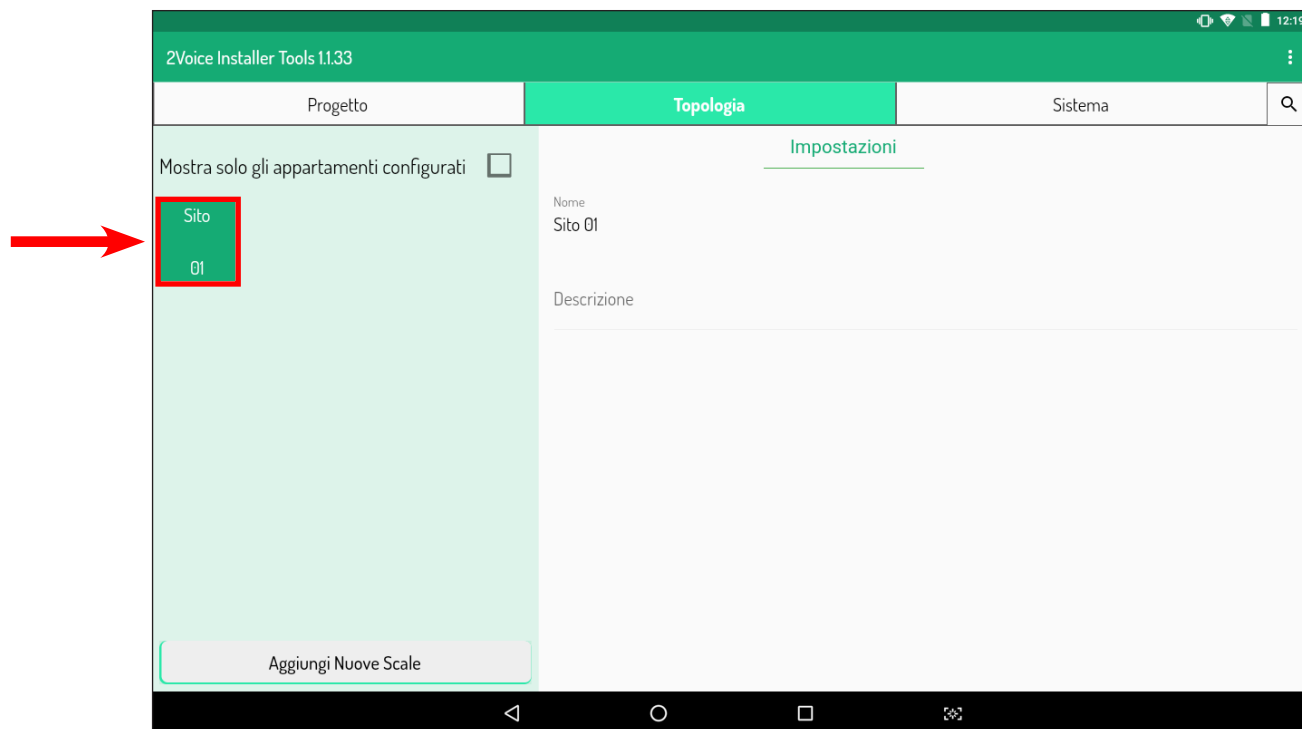 12:19
2Voice Installer Tools 1.1.33
Progetto
Topologia
Sistema
Mostra solo gli appartamenti configurati
Sito
01
Impostazioni
Nome
Sito 01
Descrizione
Aggiungi Nuove Scale